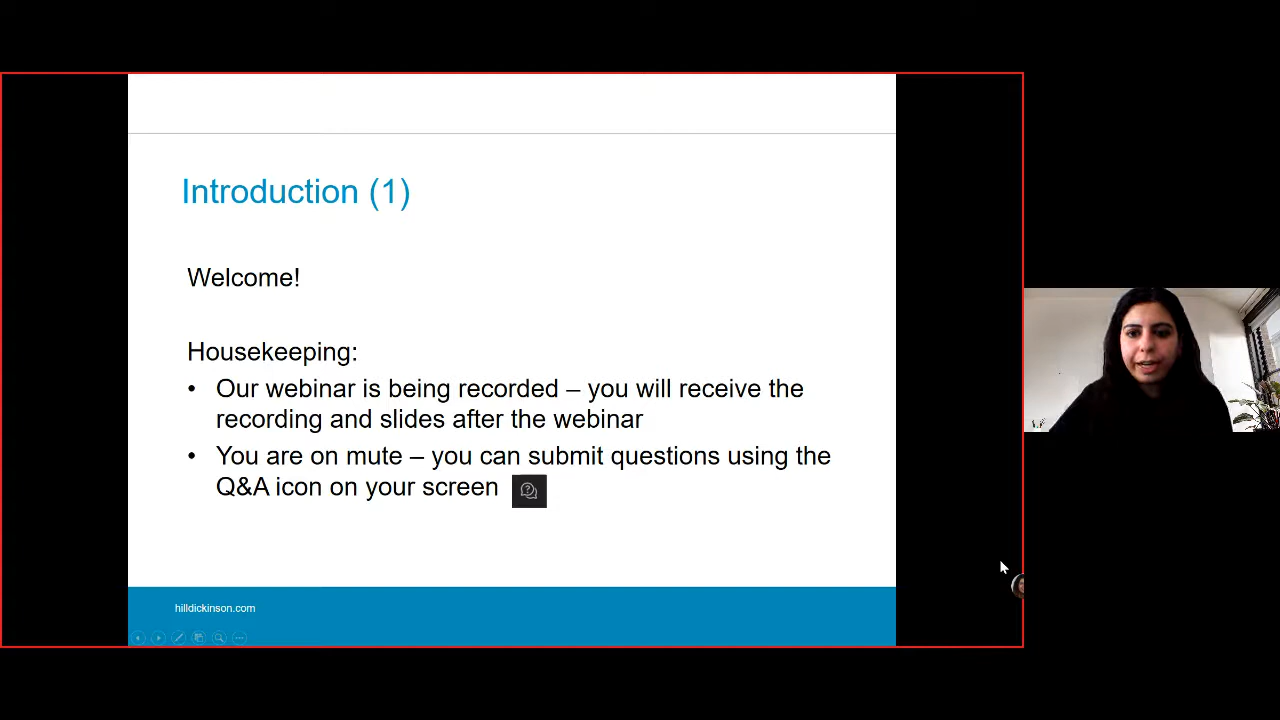 Introduction (1)
Welcome!
Housekeeping:
• Our webinar is being recorded – you will receive the
recording and slides after the webinar
• You are on mute – you can submit questions using the
Q&A icon on your screen
hilldickinson.com